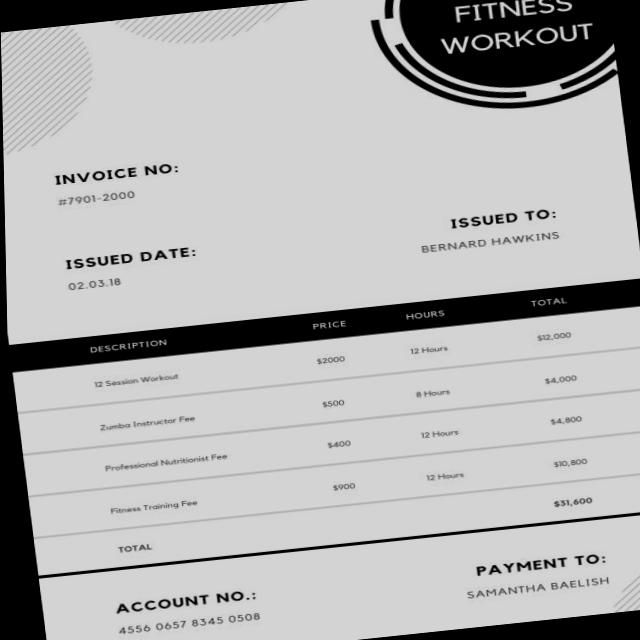 FITNESS
WORKOUT
INVOICE NO:
#7901-2000
ISSUED TO:
BERNARD HAWKINS
ISSUED DATE:
02.03.18
DESCRIPTION PRICE HOURS TOTAL
12 Session Workout $2000 12 Hours $12,000
Zumba Instructor Fee $500 8 Hours $4,000
Professional Nutritionist Fee $400 12 Hours $4,800
Fitness Training Fee $900 12 Hours $10,800
TOTAL $31,600
ACCOUNT NO.:
4556 0657 8345 0508
PAYMENT TO:
SAMANTHA BAELISH